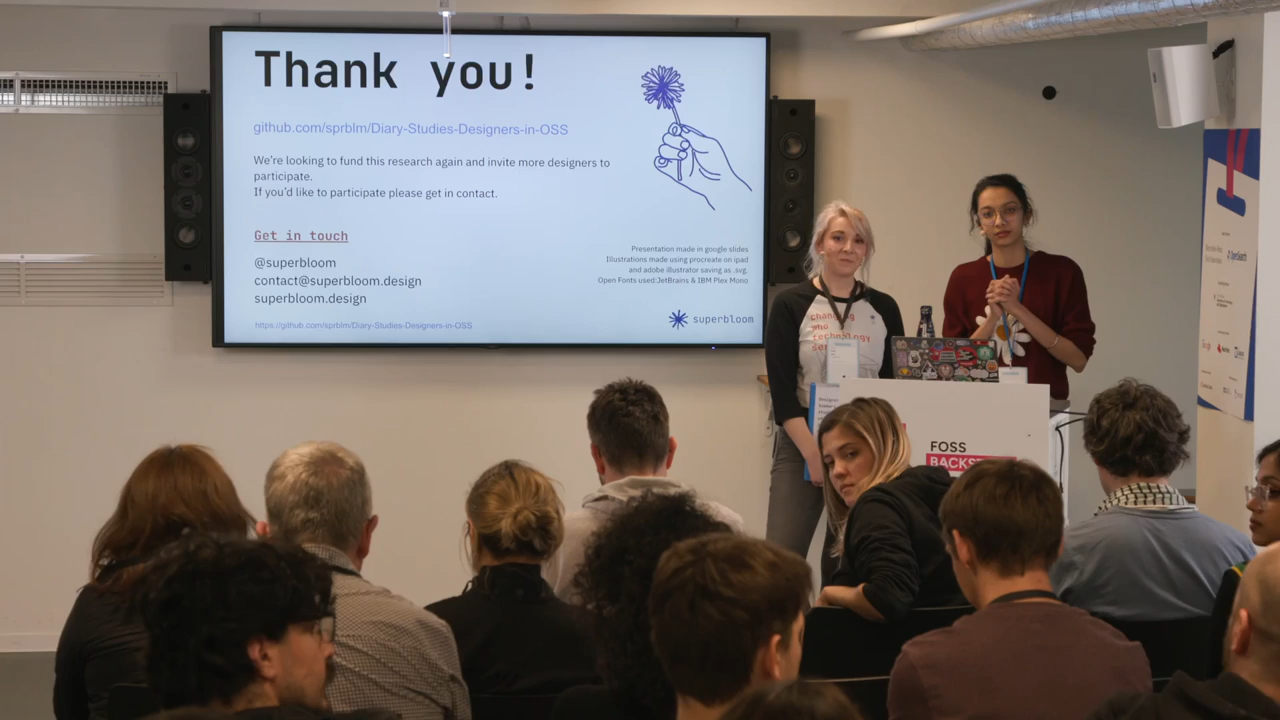 Thank you!
github.com/sprblm/Diary-Studies-Designers-in-OSS
We're looking to fund this research again and invite more designers to
participate.
If you'd like to participate please get in contact.
Get in touch
@superbloom
contact@superbloom.design
superbloom.design
https://github.com/sprblm/Diary-Studies-Designers-in-OSS
Presentation made in google slides
Illustrations made using procreate on ipad
and adobe illustrator saving as .svg.
Open Fonts used:JetBrains & IBM Plex Mono
superbloom
changing
who
technology
FOSS
OpenSearch